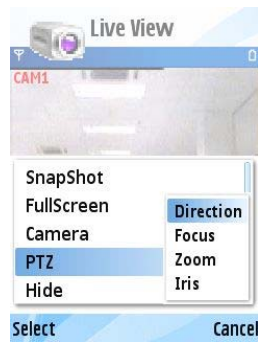 Live View
CAM1
SnapShot
FullScreen
Camera
PTZ
Hide
Direction
Focus
Zoom
Iris
Select Cancel